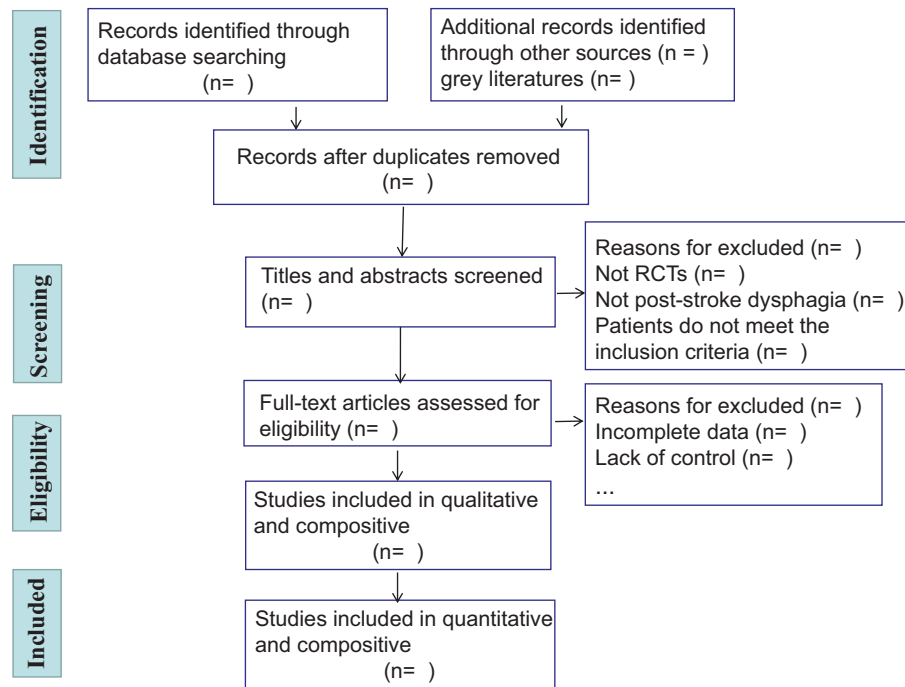 Identification
Records identified through
database searching
(n=  )
Additional records identified
through other sources (n = )
grey literatures (n=  )
Records after duplicates removed
(n=  )
Screening
Titles and abstracts screened
(n=  )
Reasons for excluded (n=  )
Not RCTs (n=  )
Not post-stroke dysphagia (n=  )
Patients do not meet the
inclusion criteria (n=  )
Eligibility
Full-text articles assessed for
eligibility (n=  )
Reasons for excluded (n=  )
Incomplete data (n=  )
Lack of control (n=  )
...
Studies included in qualitative
and compositive
(n=  )
Included
Studies included in quantitative
and compositive
(n=  )